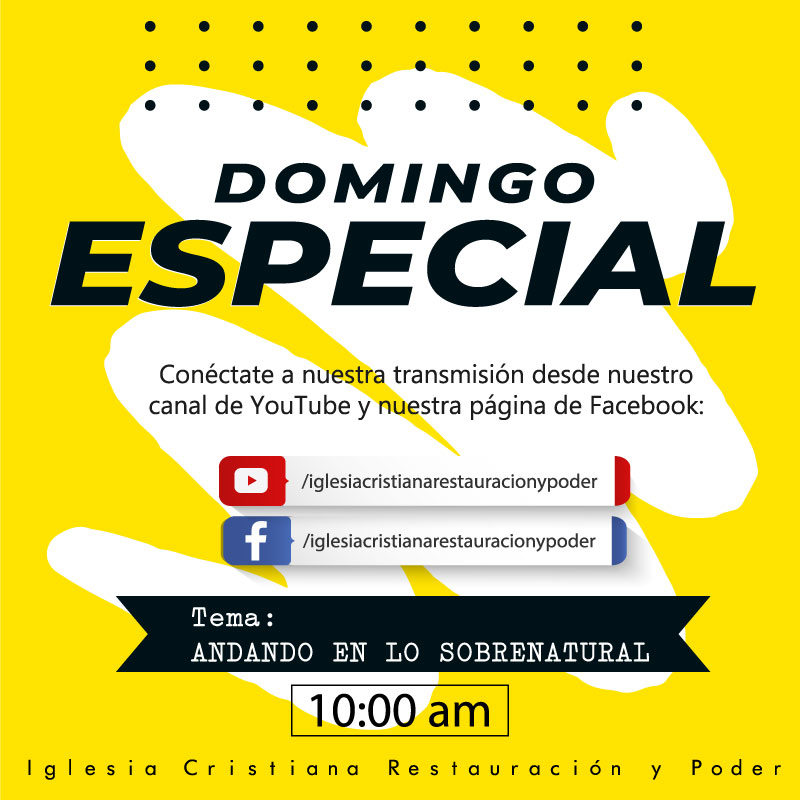 DOMINGO
ESPECIAL
Conéctate a nuestra transmisión desde nuestro
canal de YouTube y nuestra página de Facebook:
/iglesiacristianarestauracionypoder
/iglesiacristianarestauracionypoder
Tema:
ANDANDO EN LO SOBRENATURAL
10:00 am
Iglesia Cristiana Restauración y Poder